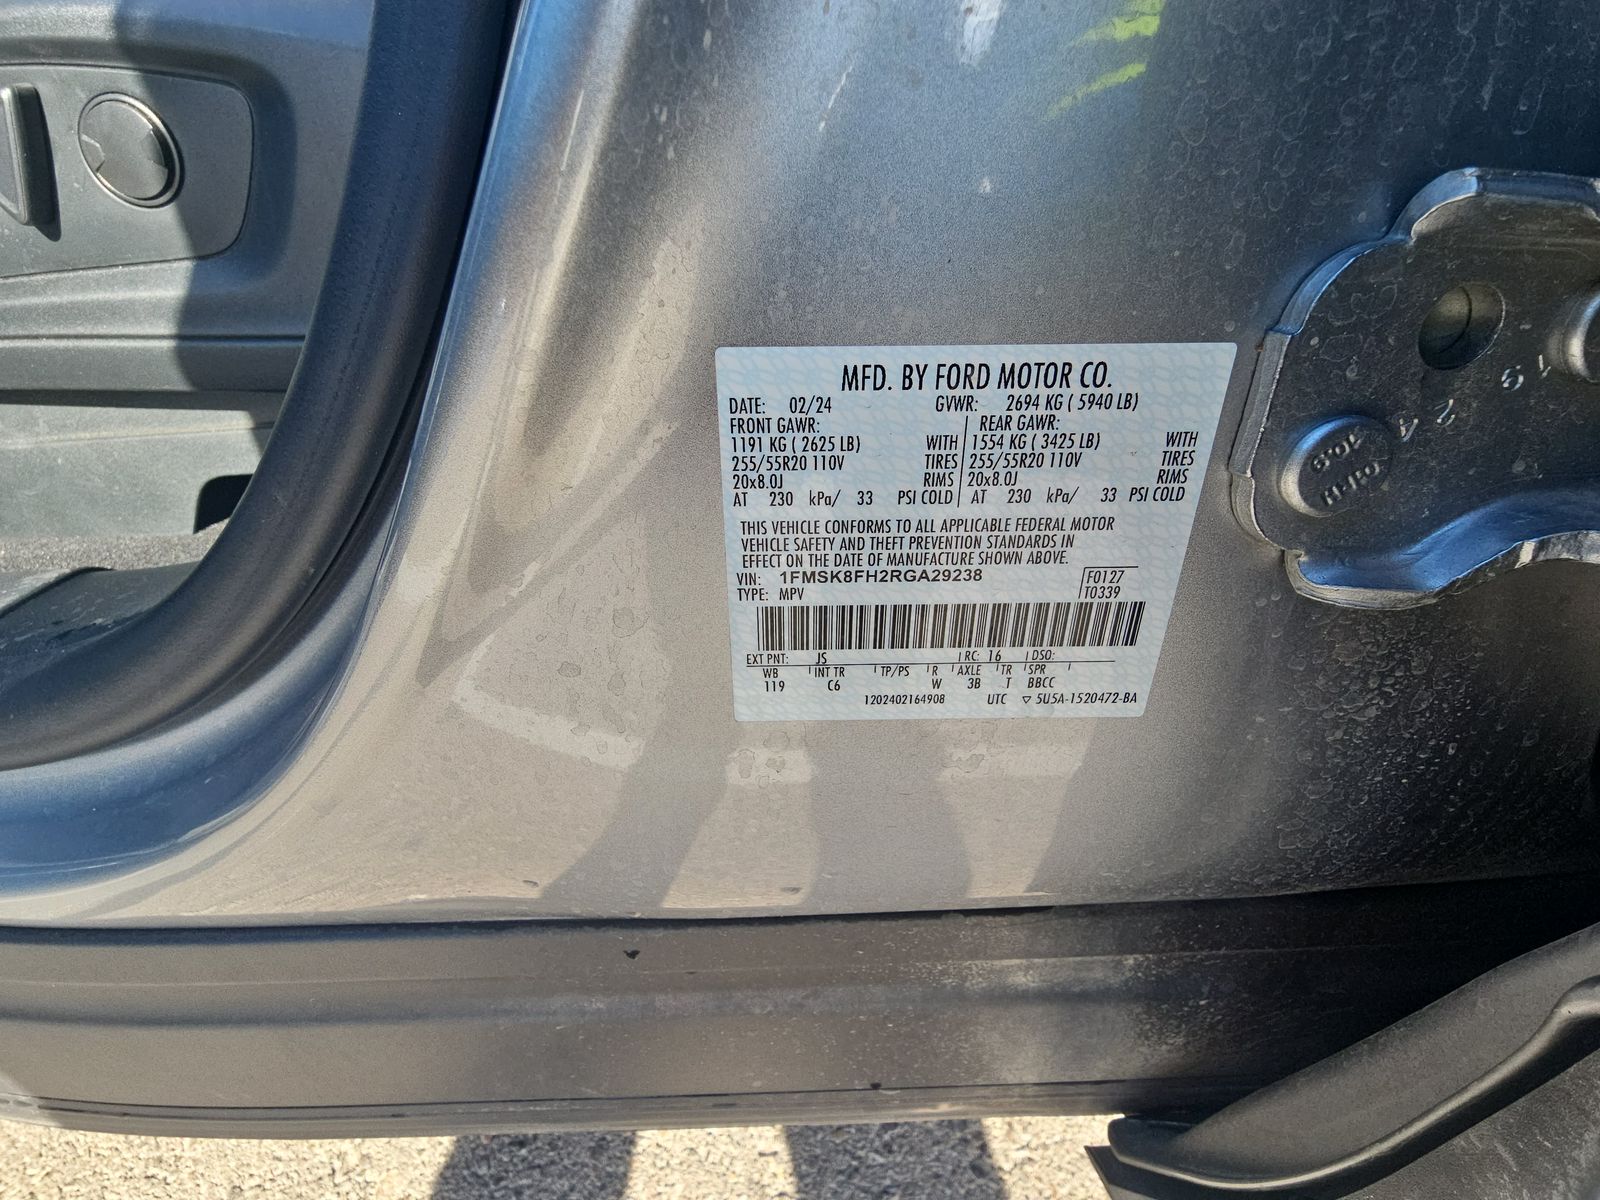 MFD. BY FORD MOTOR CO.
DATE: 02/24 GVWR: 2694 KG ( 5940 LB)
FRONT GAWR: REAR GAWR:
1191 KG ( 2625 LB) WITH 1554 KG ( 3425 LB) WITH
255/55R20 110V TIRES 255/55R20 110V TIRES
20x8.0J RIMS 20x8.0J RIMS
AT 230 kPa/ 33 PSI COLD AT 230 kPa/ 33 PSI COLD
THIS VEHICLE CONFORMS TO ALL APPLICABLE FEDERAL MOTOR
VEHICLE SAFETY AND THEFT PREVENTION STANDARDS IN
EFFECT ON THE DATE OF MANUFACTURE SHOWN ABOVE.
VIN: 1FMSK8FH2RGA29238 F0127
TYPE: MPV T0339
EXT PNT: JS RC: 16 DSO:
WB INT TR TP/PS R AXLE TR SPR
119 C6 W 3B T BBCC
1202402164908 UTC ▽ 5U5A-1520472-BA
19
24
10.9